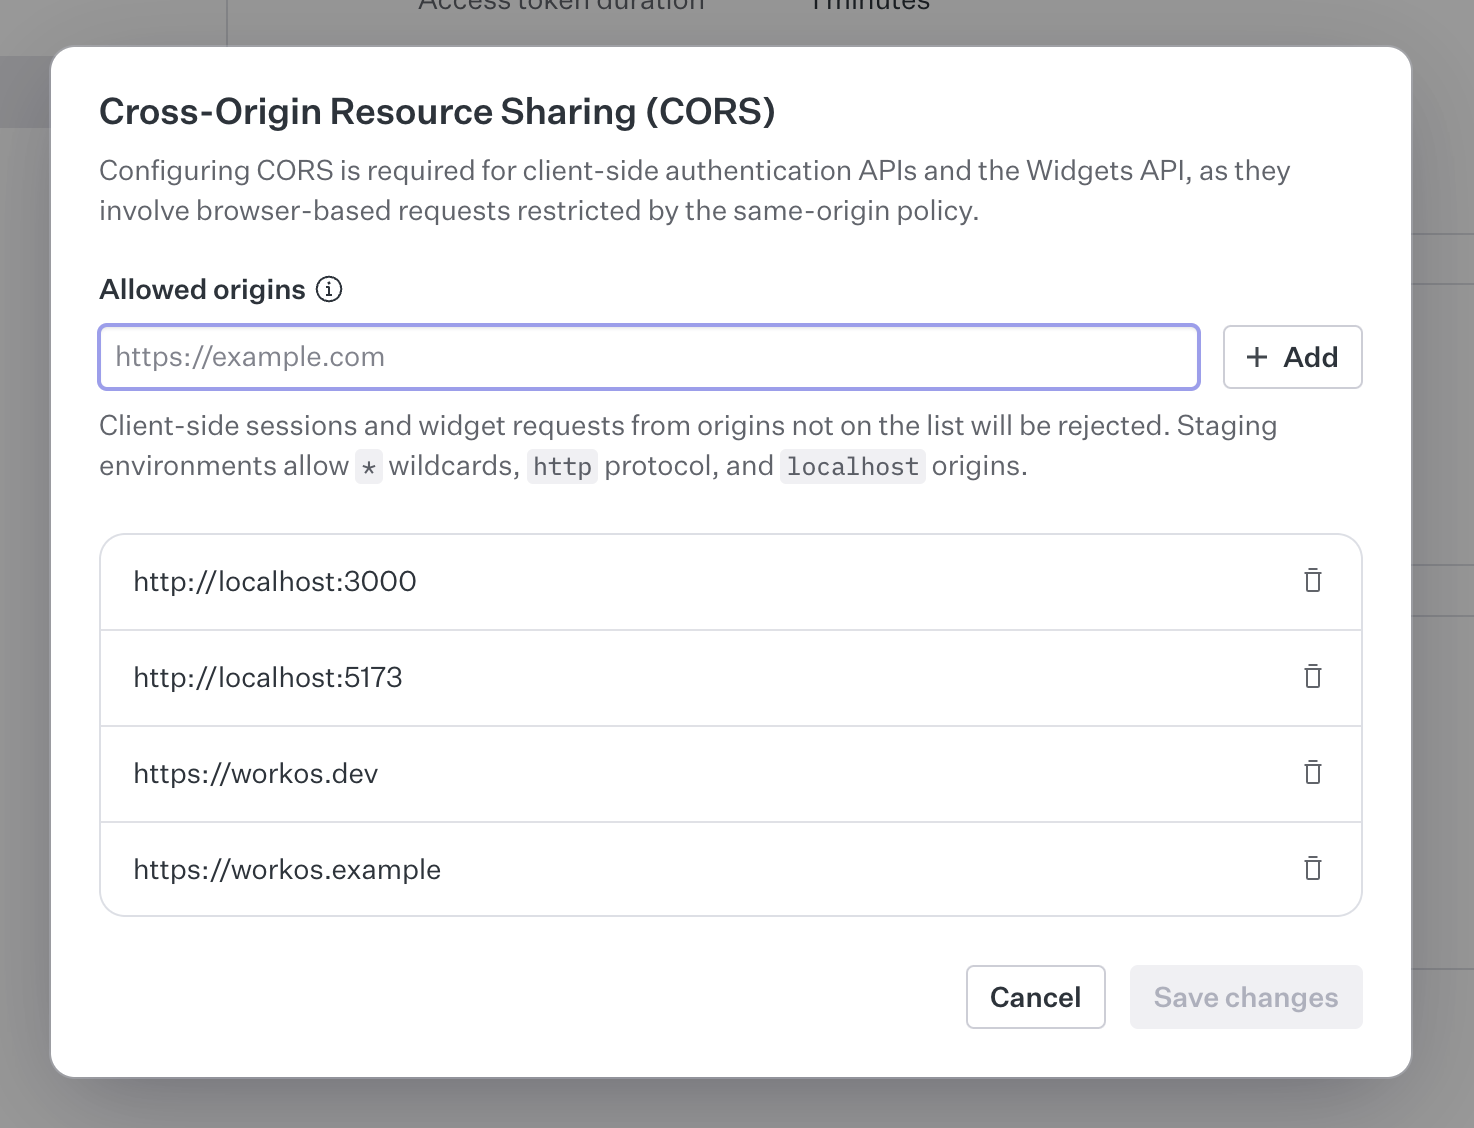 Access token duration 1 minutes
Cross-Origin Resource Sharing (CORS)
Configuring CORS is required for client-side authentication APIs and the Widgets API, as they
involve browser-based requests restricted by the same-origin policy.
Allowed origins
https://example.com
+ Add
Client-side sessions and widget requests from origins not on the list will be rejected. Staging
environments allow * wildcards, http protocol, and localhost origins.
http://localhost:3000
http://localhost:5173
https://workos.dev
https://workos.example
Cancel
Save changes